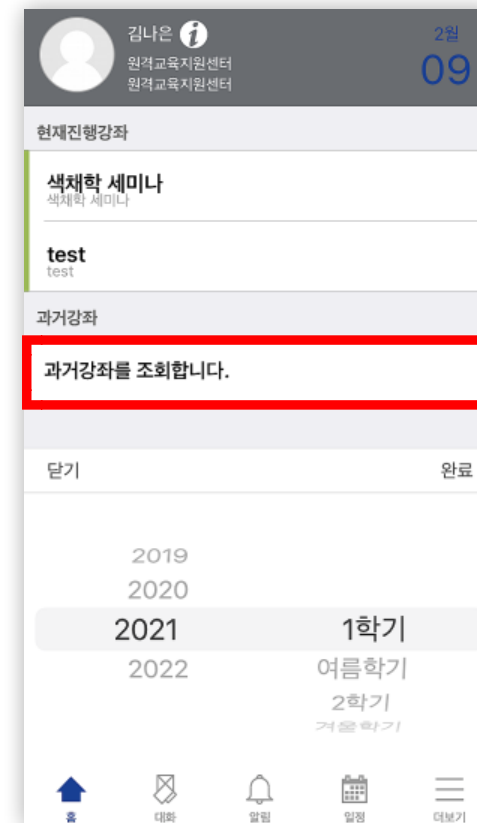 김나은
2월
원격교육지원센터
09
원격교육지원센터
현재진행강좌
색채학 세미나
색채학 세미나
test
test
과거강좌
과거강좌를 조회합니다.
닫기 완료
2019
2020
2021 1학기
2022 여름학기
2학기
겨울학기
홈 대화 알림 일정 더보기